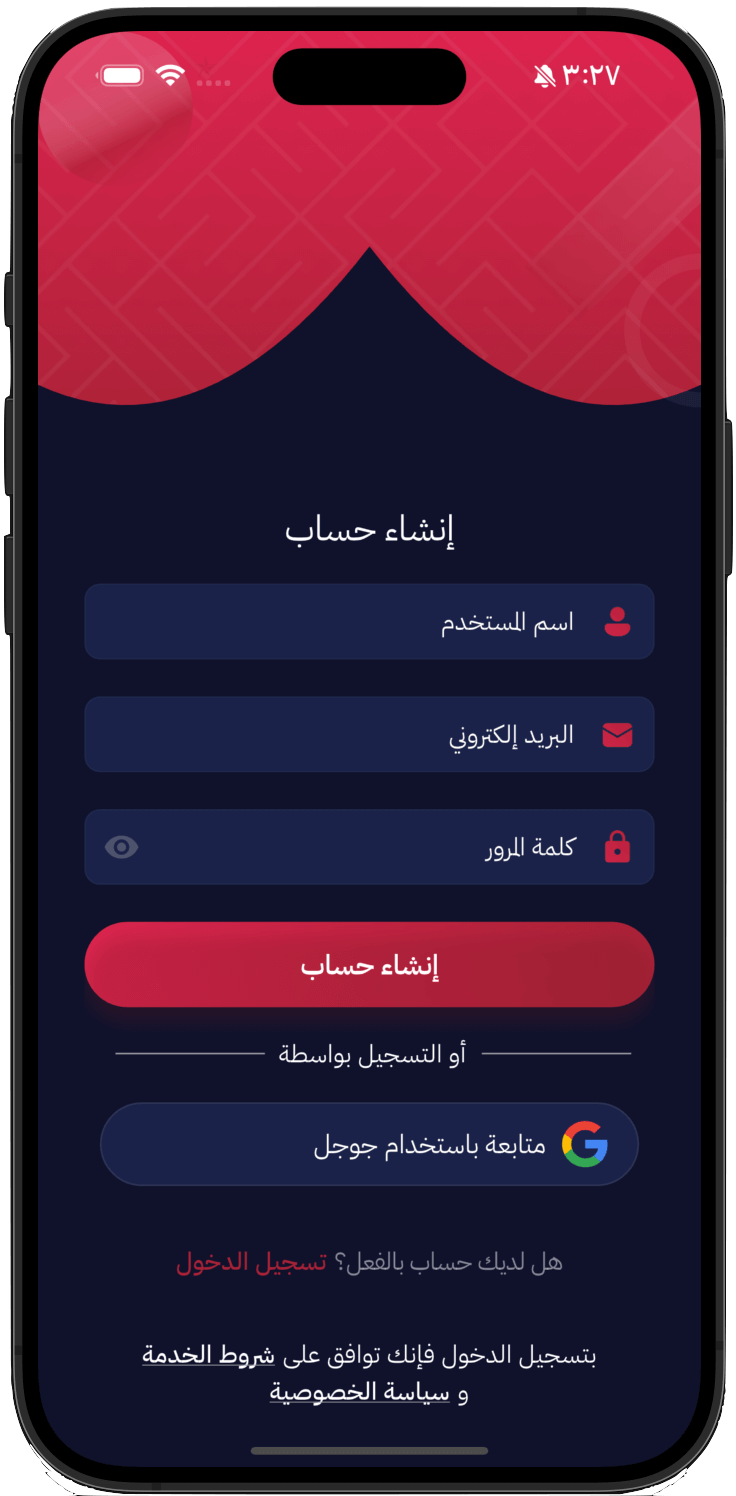 ٣:٢٧
إنشاء حساب
اسم المستخدم
البريد إلكتروني
كلمة المرور
إنشاء حساب
أو التسجيل بواسطة
متابعة باستخدام جوجل
هل لديك حساب بالفعل؟ تسجيل الدخول
بتسجيل الدخول فإنك توافق على شروط الخدمة
و سياسة الخصوصية